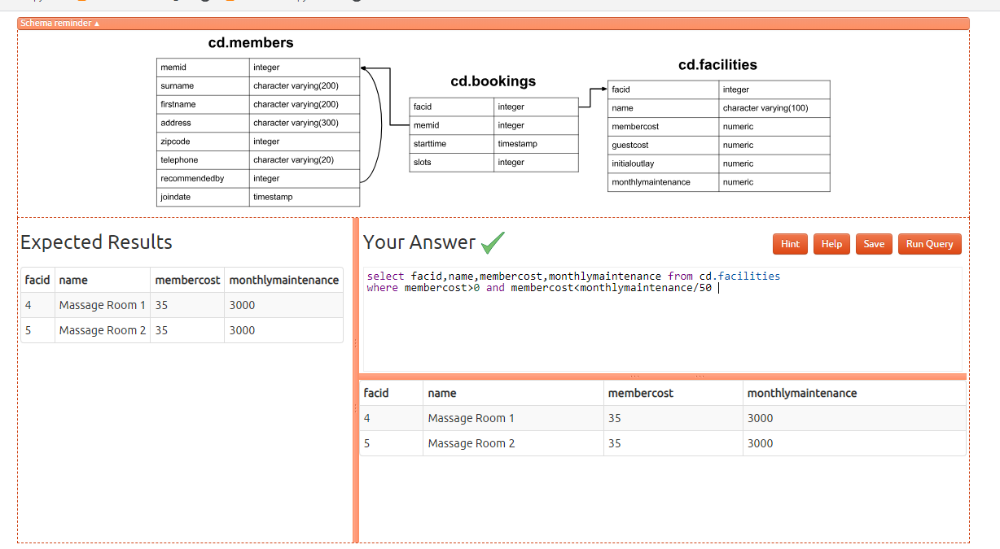 Schema reminder ▲
cd.members
memid integer
surname character varying(200)
firstname character varying(200)
address character varying(300)
zipcode integer
telephone character varying(20)
recommendedby integer
joindate timestamp
cd.bookings
facid integer
memid integer
starttime timestamp
slots integer
cd.facilities
facid integer
name character varying(100)
membercost numeric
guestcost numeric
initialoutlay numeric
monthlymaintenance numeric
Expected Results
facid name membercost monthlymaintenance
4 Massage Room 1 35 3000
5 Massage Room 2 35 3000
Your Answer
Hint Help Save Run Query
select facid,name,membercost,monthlymaintenance from cd.facilities
where membercost>0 and membercost<monthlymaintenance/50
facid name membercost monthlymaintenance
4 Massage Room 1 35 3000
5 Massage Room 2 35 3000